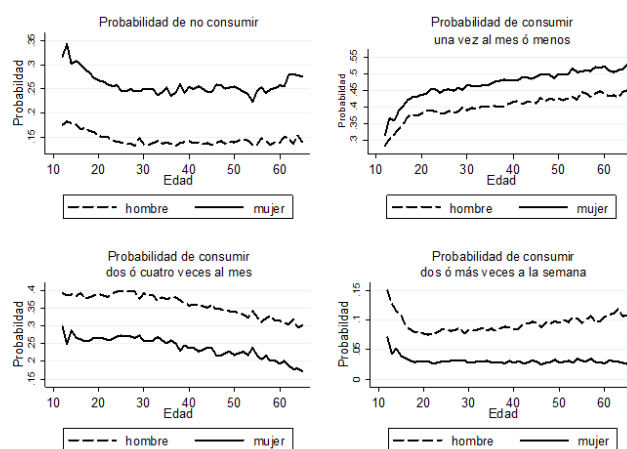 Probabilidad de no consumir
Probabilidad
.35
.3
.25
.2
.15
10 20 30 40 50 60
Edad
hombre mujer
Probabilidad de consumir
una vez al mes ó menos
Probabilidad
.55
.5
.45
.4
.35
.3
10 20 30 40 50 60
Edad
hombre mujer
Probabilidad de consumir
dos ó cuatro veces al mes
Probabilidad
.4
.35
.3
.25
.2
.15
10 20 30 40 50 60
Edad
hombre mujer
Probabilidad de consumir
dos ó más veces a la semana
Probabilidad
.15
.1
.05
0
10 20 30 40 50 60
Edad
hombre mujer